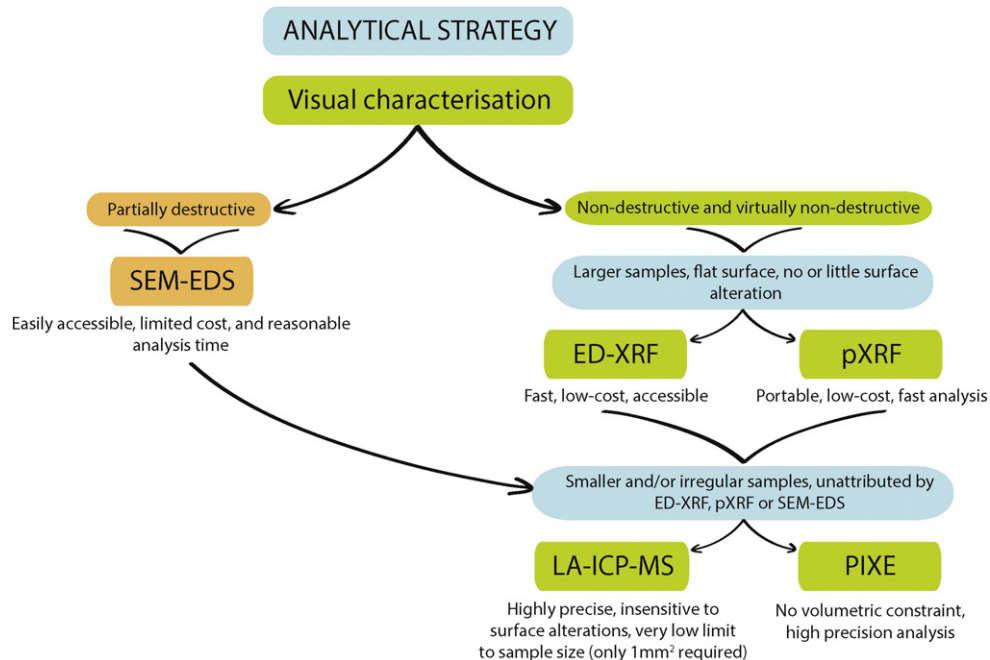 ANALYTICAL STRATEGY
Visual characterisation
Partially destructive
Non-destructive and virtually non-destructive
SEM-EDS
Easily accessible, limited cost, and reasonable
analysis time
Larger samples, flat surface, no or little surface
alteration
ED-XRF
Fast, low-cost, accessible
pXRF
Portable, low-cost, fast analysis
Smaller and/or irregular samples, unattributed by
ED-XRF, pXRF or SEM-EDS
LA-ICP-MS
Highly precise, insensitive to
surface alterations, very low limit
to sample size (only 1mm² required)
PIXE
No volumetric constraint,
high precision analysis